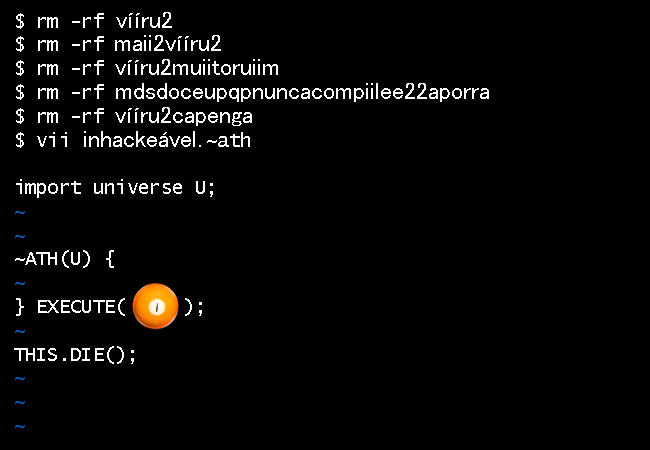 $ rm -rf vííru2
$ rm -rf maii2vííru2
$ rm -rf vííru2muiitoruiim
$ rm -rf mdsdoceupqpnuncacompiilee22aporra
$ rm -rf vííru2capenga
$ vii inhackeável.~ath
import universe U;
~
~
~ATH(U) {
~
} EXECUTE( i );
~
THIS.DIE();
~
~
~